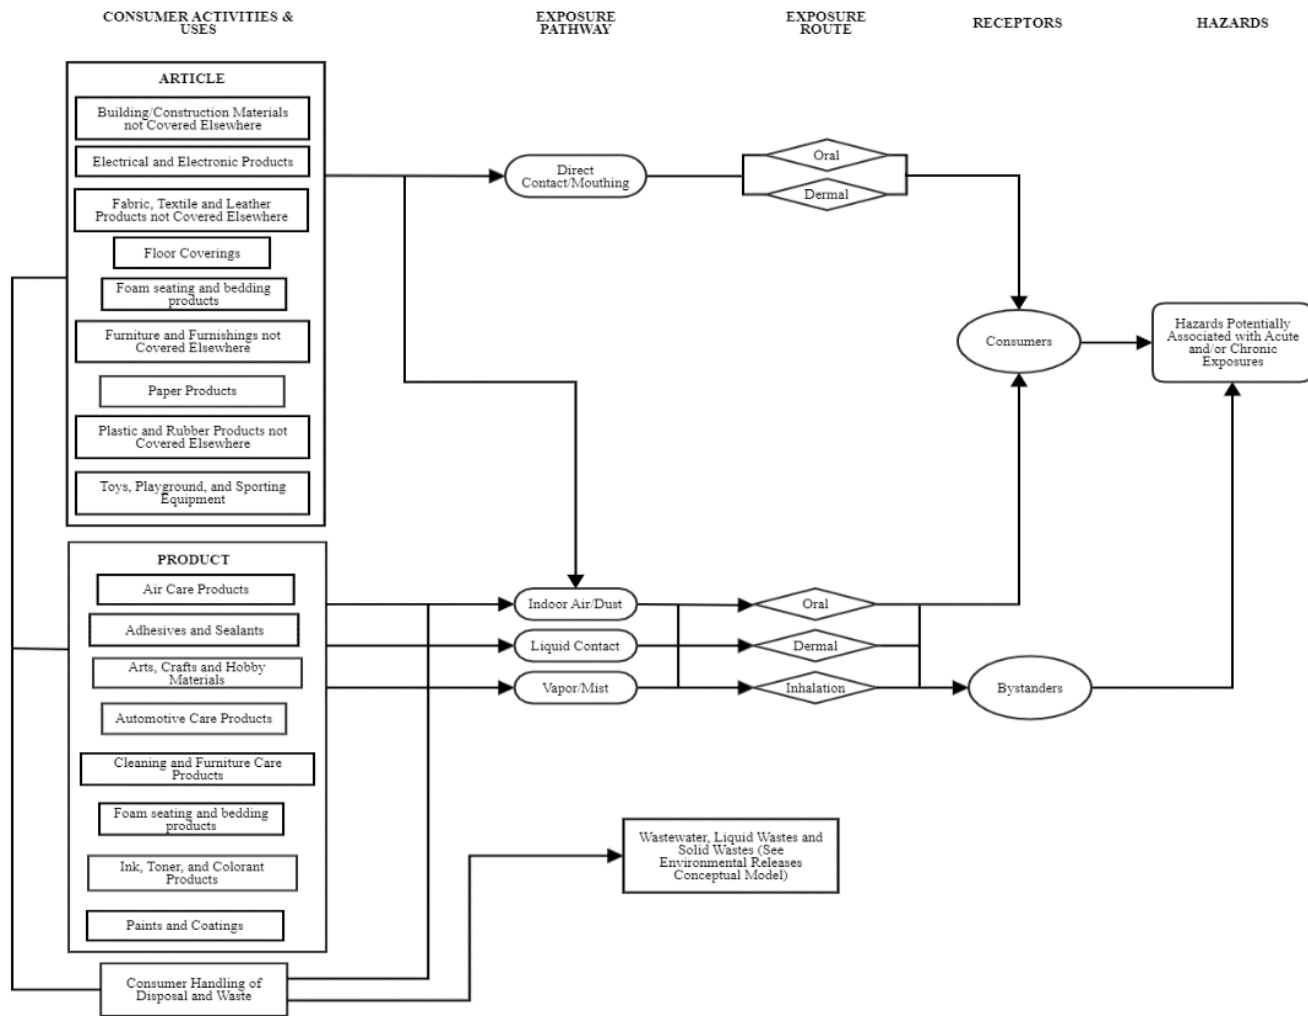 CONSUMER ACTIVITIES &
USES
EXPOSURE
PATHWAY
EXPOSURE
ROUTE
RECEPTORS
HAZARDS
ARTICLE
Building/Construction Materials
not Covered Elsewhere
Electrical and Electronic Products
Fabric, Textile and Leather
Products not Covered Elsewhere
Floor Coverings
Foam seating and bedding
products
Furniture and Furnishings not
Covered Elsewhere
Paper Products
Plastic and Rubber Products not
Covered Elsewhere
Toys, Playground, and Sporting
Equipment
PRODUCT
Air Care Products
Adhesives and Sealants
Arts, Crafts and Hobby
Materials
Automotive Care Products
Cleaning and Furniture Care
Products
Foam seating and bedding
products
Ink, Toner, and Colorant
Products
Paints and Coatings
Consumer Handling of
Disposal and Waste
Direct
Contact/Mouthing
Indoor Air/Dust
Liquid Contact
Vapor/Mist
Oral
Dermal
Oral
Dermal
Inhalation
Wastewater, Liquid Wastes and
Solid Wastes (See
Environmental Releases
Conceptual Model)
Consumers
Bystanders
Hazards Potentially
Associated with Acute
and/or Chronic
Exposures